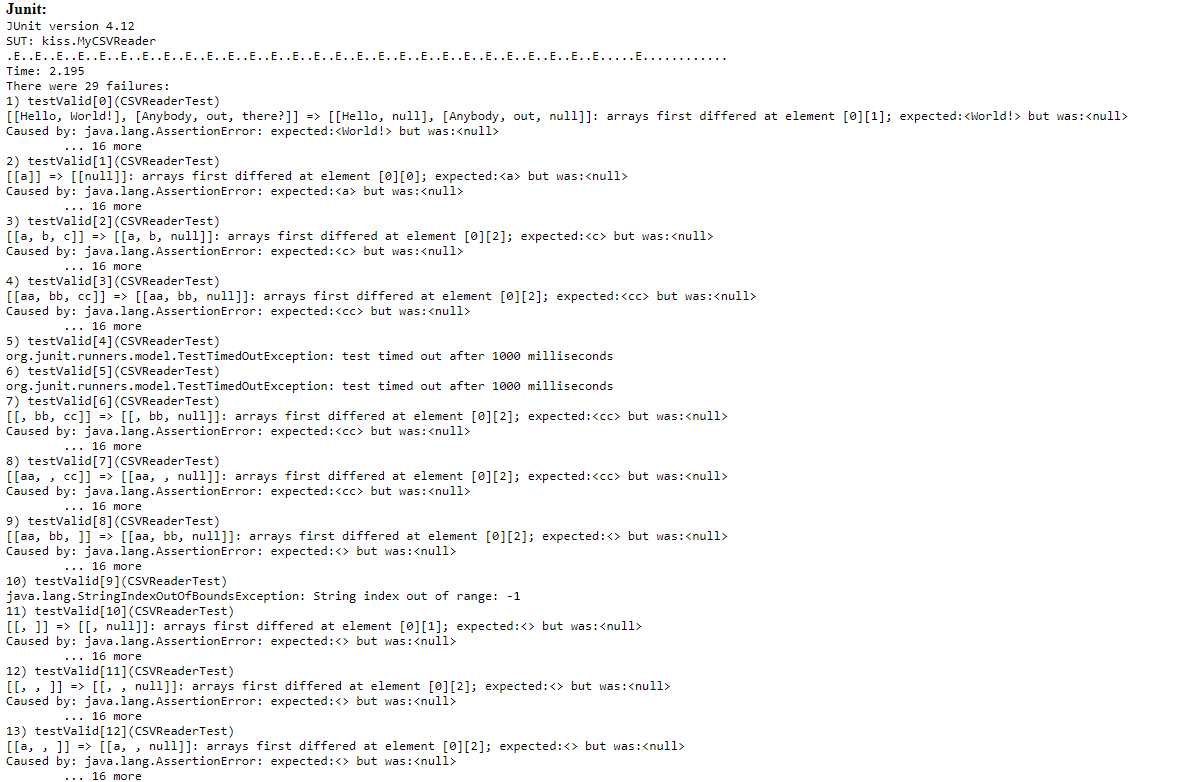 Junit:
JUnit version 4.12
SUT: kiss.MyCSVReader
.E..E..E..E..E..E..E..E..E..E..E..E..E..E..E..E..E..E..E..E..E..E..E..E..E..E..E..E.....E............
Time: 2.195
There were 29 failures:
1) testValid[0](CSVReaderTest)
[[Hello, World!], [Anybody, out, there?]] => [[Hello, null], [Anybody, out, null]]: arrays first differed at element [0][1]; expected:<World!> but was:<null>
Caused by: java.lang.AssertionError: expected:<World!> but was:<null>
... 16 more
2) testValid[1](CSVReaderTest)
[[a]] => [[null]]: arrays first differed at element [0][0]; expected:<a> but was:<null>
Caused by: java.lang.AssertionError: expected:<a> but was:<null>
... 16 more
3) testValid[2](CSVReaderTest)
[[a, b, c]] => [[a, b, null]]: arrays first differed at element [0][2]; expected:<c> but was:<null>
Caused by: java.lang.AssertionError: expected:<c> but was:<null>
... 16 more
4) testValid[3](CSVReaderTest)
[[aa, bb, cc]] => [[aa, bb, null]]: arrays first differed at element [0][2]; expected:<cc> but was:<null>
Caused by: java.lang.AssertionError: expected:<cc> but was:<null>
... 16 more
5) testValid[4](CSVReaderTest)
org.junit.runners.model.TestTimedOutException: test timed out after 1000 milliseconds
6) testValid[5](CSVReaderTest)
org.junit.runners.model.TestTimedOutException: test timed out after 1000 milliseconds
7) testValid[6](CSVReaderTest)
[[, bb, cc]] => [[, bb, null]]: arrays first differed at element [0][2]; expected:<cc> but was:<null>
Caused by: java.lang.AssertionError: expected:<cc> but was:<null>
... 16 more
8) testValid[7](CSVReaderTest)
[[aa, , cc]] => [[aa, , null]]: arrays first differed at element [0][2]; expected:<cc> but was:<null>
Caused by: java.lang.AssertionError: expected:<cc> but was:<null>
... 16 more
9) testValid[8](CSVReaderTest)
[[aa, bb, ]] => [[aa, bb, null]]: arrays first differed at element [0][2]; expected:<> but was:<null>
Caused by: java.lang.AssertionError: expected:<> but was:<null>
... 16 more
10) testValid[9](CSVReaderTest)
java.lang.StringIndexOutOfBoundsException: String index out of range: -1
11) testValid[10](CSVReaderTest)
[[, ]] => [[, null]]: arrays first differed at element [0][1]; expected:<> but was:<null>
Caused by: java.lang.AssertionError: expected:<> but was:<null>
... 16 more
12) testValid[11](CSVReaderTest)
[[, , ]] => [[, , null]]: arrays first differed at element [0][2]; expected:<> but was:<null>
Caused by: java.lang.AssertionError: expected:<> but was:<null>
... 16 more
13) testValid[12](CSVReaderTest)
[[a, , ]] => [[a, , null]]: arrays first differed at element [0][2]; expected:<> but was:<null>
Caused by: java.lang.AssertionError: expected:<> but was:<null>
... 16 more